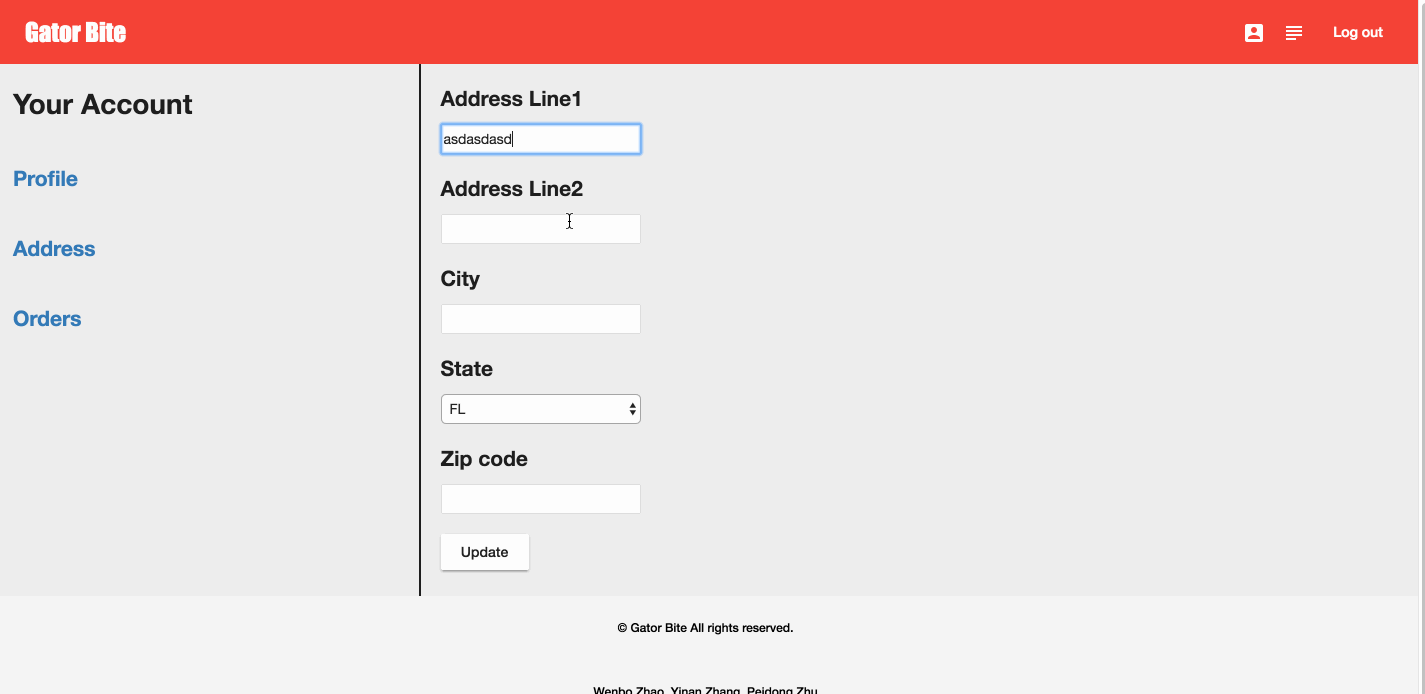 Gator Bite
Log out
Your Account
Profile
Address
Orders
Address Line1
asdasdasd
Address Line2
City
State
FL
Zip code
Update
© Gator Bite All rights reserved.
Wenbo Zhao, Yinan Zhang, Peidong Zhu